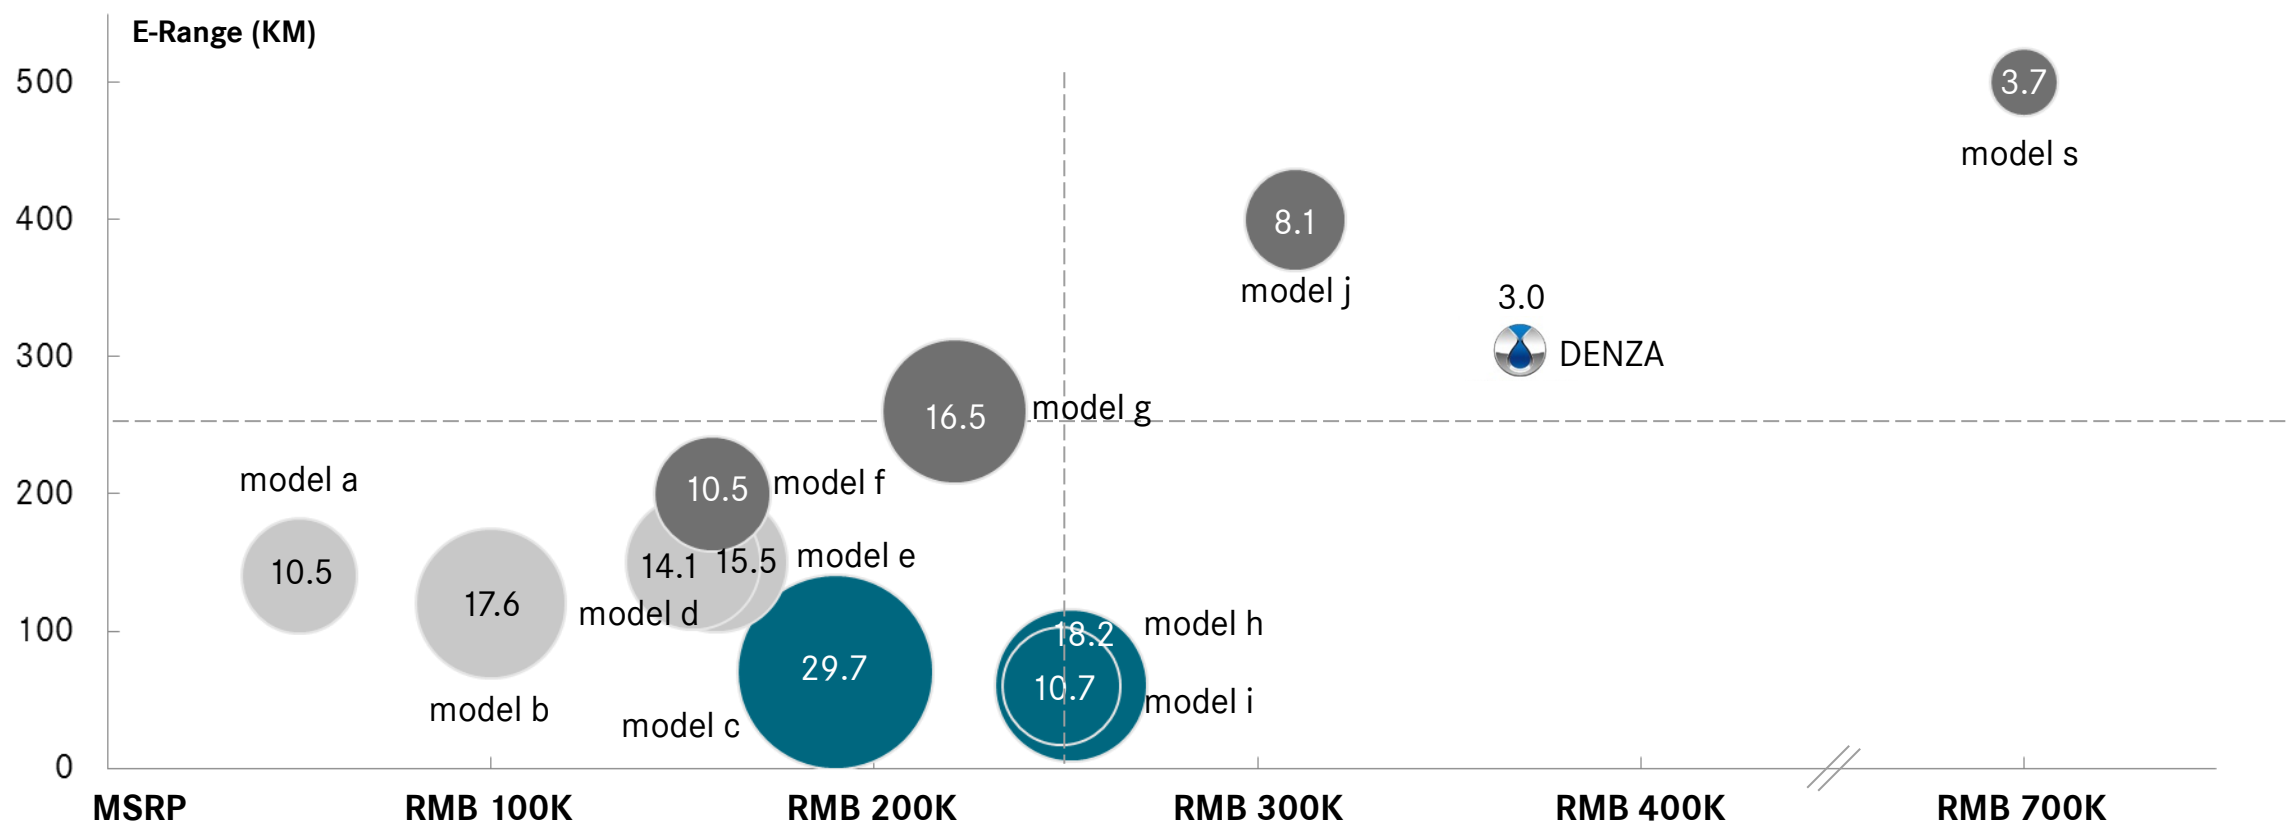 E-Range (KM)
500
3.7
model s
400
8.1
model j
3.0
300
DENZA
model g
16.5
model a
200
10.5
model f
10.5
14.1
15.5
model e
17.6
model d
100
18.2
model h
29.7
10.7
model i
model b
model c
0
MSRP
RMB 100K
RMB 200K
RMB 300K
RMB 400K
RMB 700K